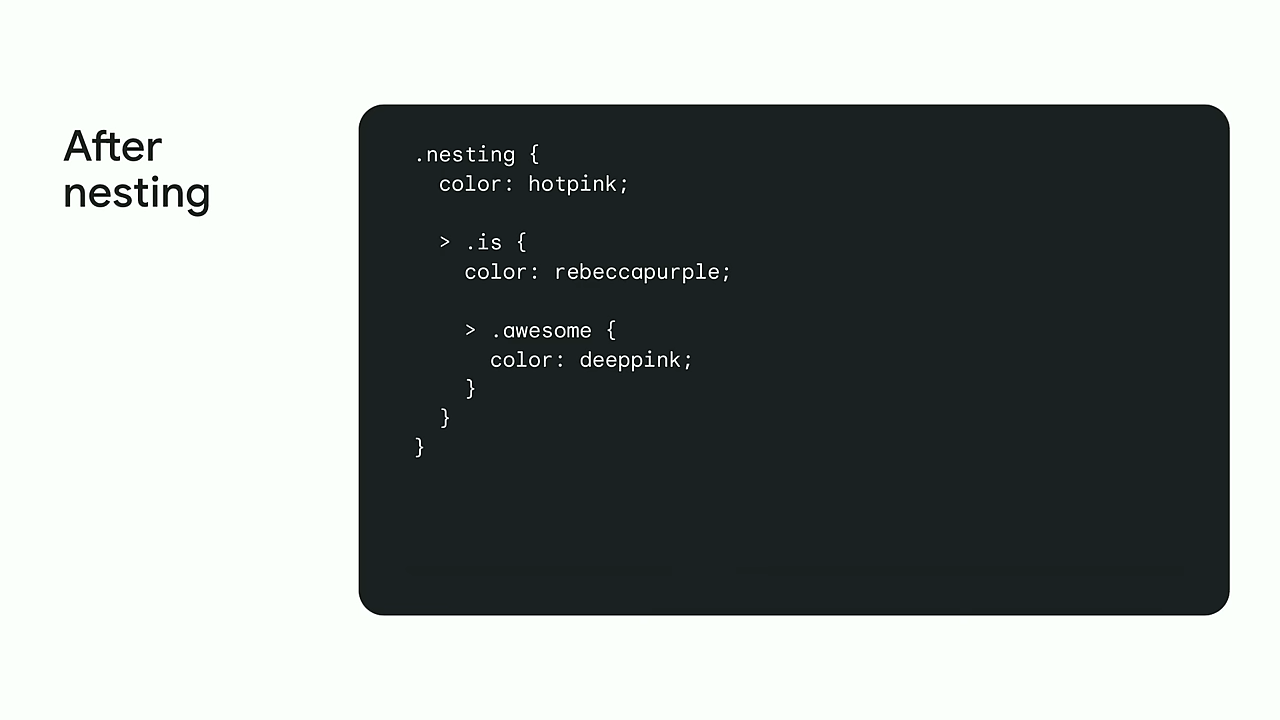 After
nesting
.nesting {
  color: hotpink;

  > .is {
    color: rebeccapurple;

    > .awesome {
      color: deeppink;
    }
  }
}